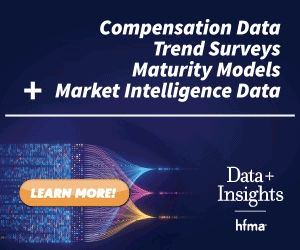 Compensation Data
Trend Surveys
Maturity Models
+ Market Intelligence Data
LEARN MORE!
Data+
Insights
hfma